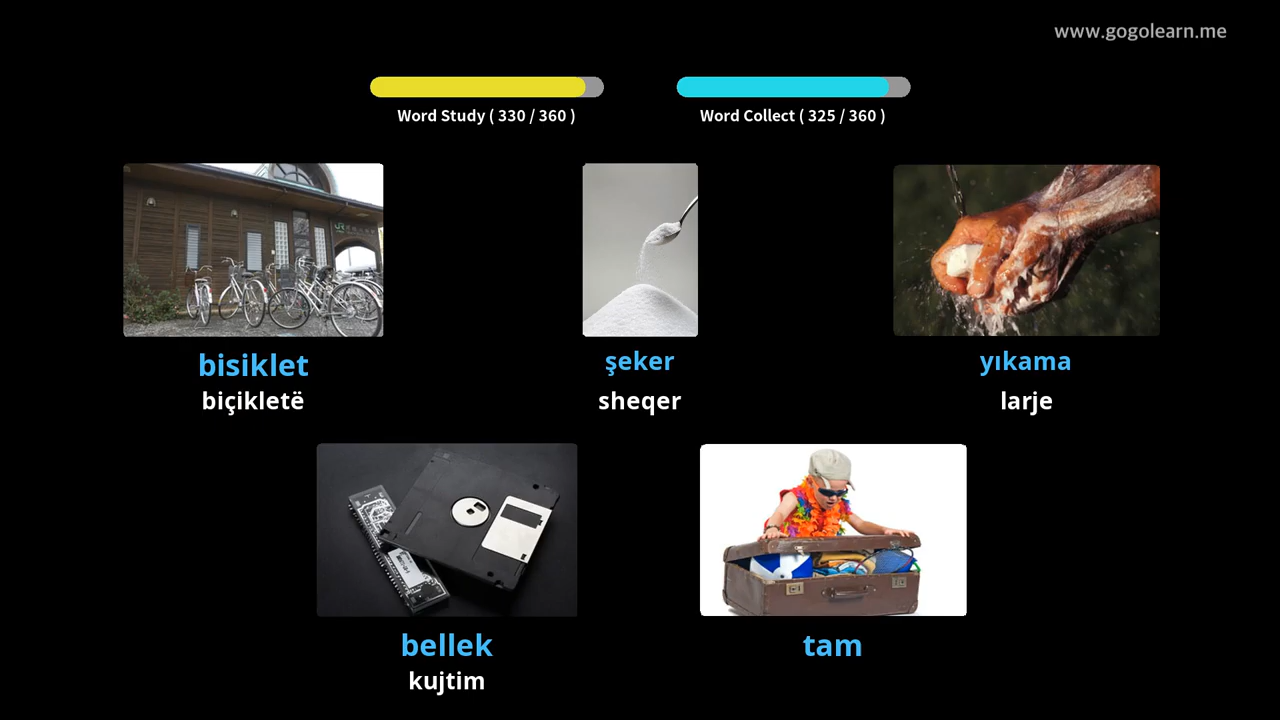 www.gogolearn.me
Word Study ( 330 / 360 )
Word Collect ( 325 / 360 )
bisiklet
biçikletë
şeker
sheqer
yıkama
larje
bellek
kujtim
tam